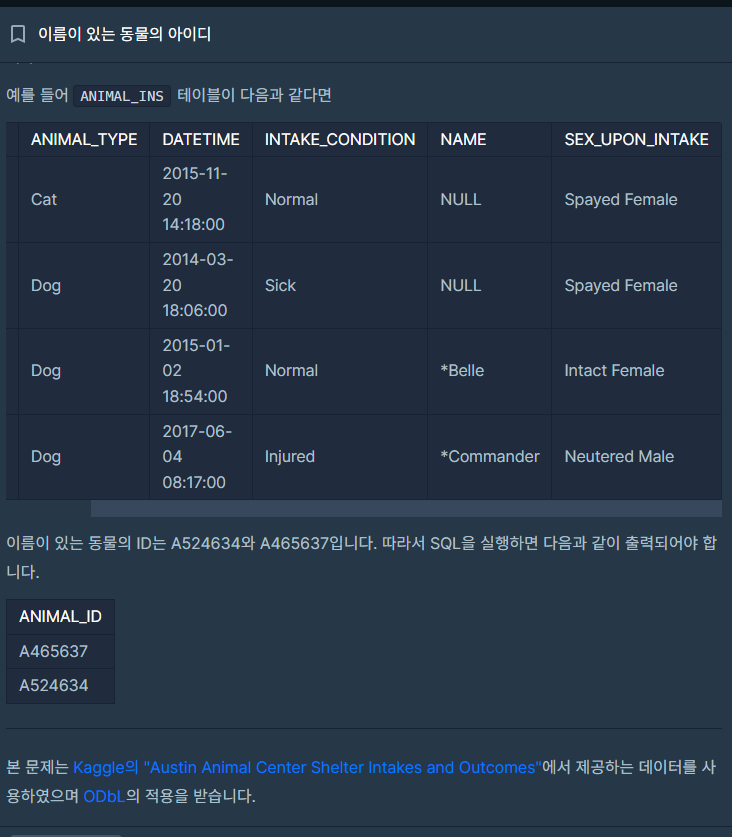 이름이 있는 동물의 아이디
예를 들어 ANIMAL_INS 테이블이 다음과 같다면
ANIMAL_TYPE DATETIME INTAKE_CONDITION NAME SEX_UPON_INTAKE
Cat 2015-11-20 14:18:00 Normal NULL Spayed Female
Dog 2014-03-20 18:06:00 Sick NULL Spayed Female
Dog 2015-01-02 18:54:00 Normal *Belle Intact Female
Dog 2017-06-04 08:17:00 Injured *Commander Neutered Male
이름이 있는 동물의 ID는 A524634와 A465637입니다. 따라서 SQL을 실행하면 다음과 같이 출력되어야 합
니다.
ANIMAL_ID
A465637
A524634
본 문제는 Kaggle의 "Austin Animal Center Shelter Intakes and Outcomes"에서 제공하는 데이터를 사
용하였으며 ODbL의 적용을 받습니다.